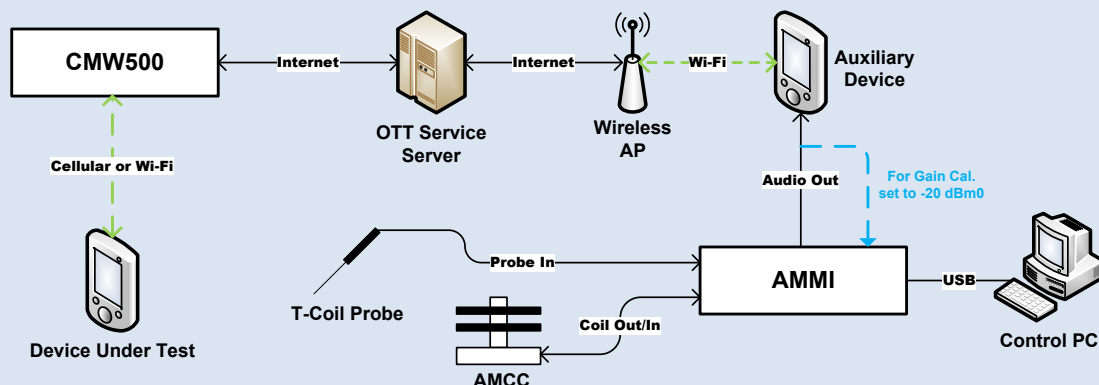 CMW500
Internet
OTT Service
Server
Internet
Wireless
AP
Wi-Fi
Auxiliary
Device
Cellular or Wi-Fi
Device Under Test
Audio Out
For Gain Cal.
set to -20 dBm0
T-Coil Probe
Probe In
AMMI
USB
Control PC
Coil Out/In
AMCC